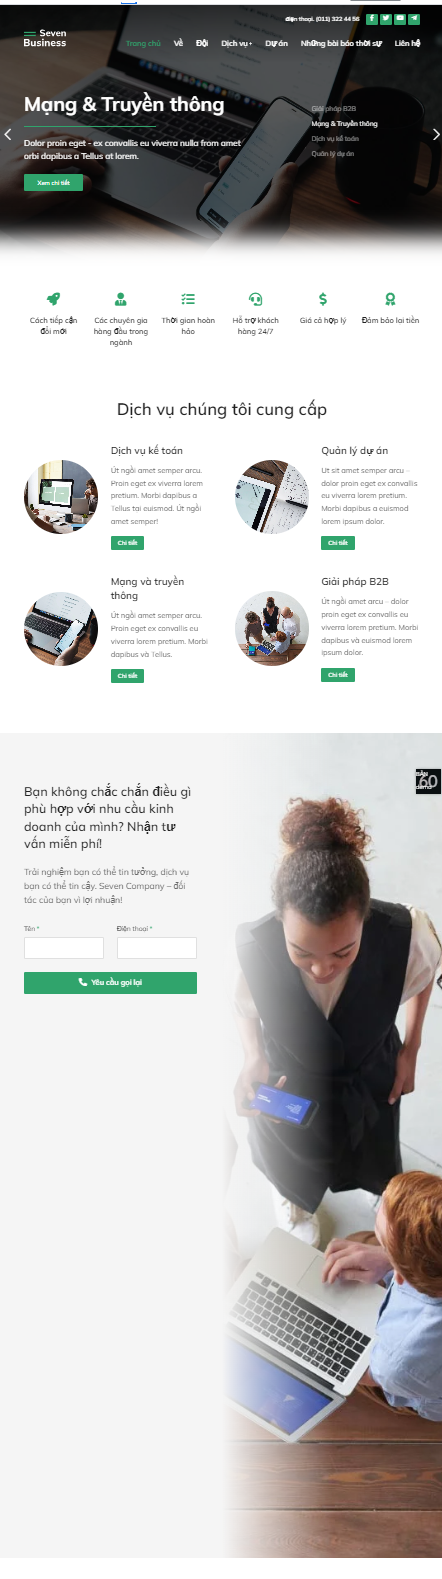 điện thoại. (011) 322 44 56
Seven
Business
Trang chủ Về Đội Dịch vụ Dự án Những bài báo thời sự Liên hệ
Mạng & Truyền thông
Dolor proin eget - ex convallis eu viverra nulla from amet
orbi dapibus a Tellus at lorem.
Xem chi tiết
Giải pháp B2B
Mạng & Truyền thông
Dịch vụ kế toán
Quản lý dự án
Cách tiếp cận
đổi mới
Các chuyên gia
hàng đầu trong
ngành
Thời gian hoàn
hảo
Hỗ trợ khách
hàng 24/7
Giá cả hợp lý
Đảm bảo lại tiền
Dịch vụ chúng tôi cung cấp
Dịch vụ kế toán
Út ngồi amet semper arcu.
Proin eget ex viverra lorem
pretium. Morbi dapibus a
Tellus tai euismod. Út ngồi
amet semper!
Chi tiết
Quản lý dự án
Ut sit amet semper arcu –
dolor proin eget ex convallis
eu viverra lorem pretium.
Morbi dapibus a euismod
lorem ipsum dolor.
Chi tiết
Mạng và truyền
thông
Út ngồi amet semper arcu.
Proin eget ex convallis eu
viverra lorem pretium. Morbi
dapibus và Tellus.
Chi tiết
Giải pháp B2B
Út ngồi amet arcu – dolor
proin eget ex convallis eu
viverra lorem pretium. Morbi
dapibus và euismod lorem
ipsum dolor.
Chi tiết
Bạn không chắc chắn điều gì
phù hợp với nhu cầu kinh
doanh của mình? Nhận tư
vấn miễn phí!
Trải nghiệm bạn có thể tin tưởng, dịch vụ
bạn có thể tin cậy. Seven Company – đối
tác của bạn vì lợi nhuận!
Tên *
Điện thoại *
Yêu cầu gọi lại
60